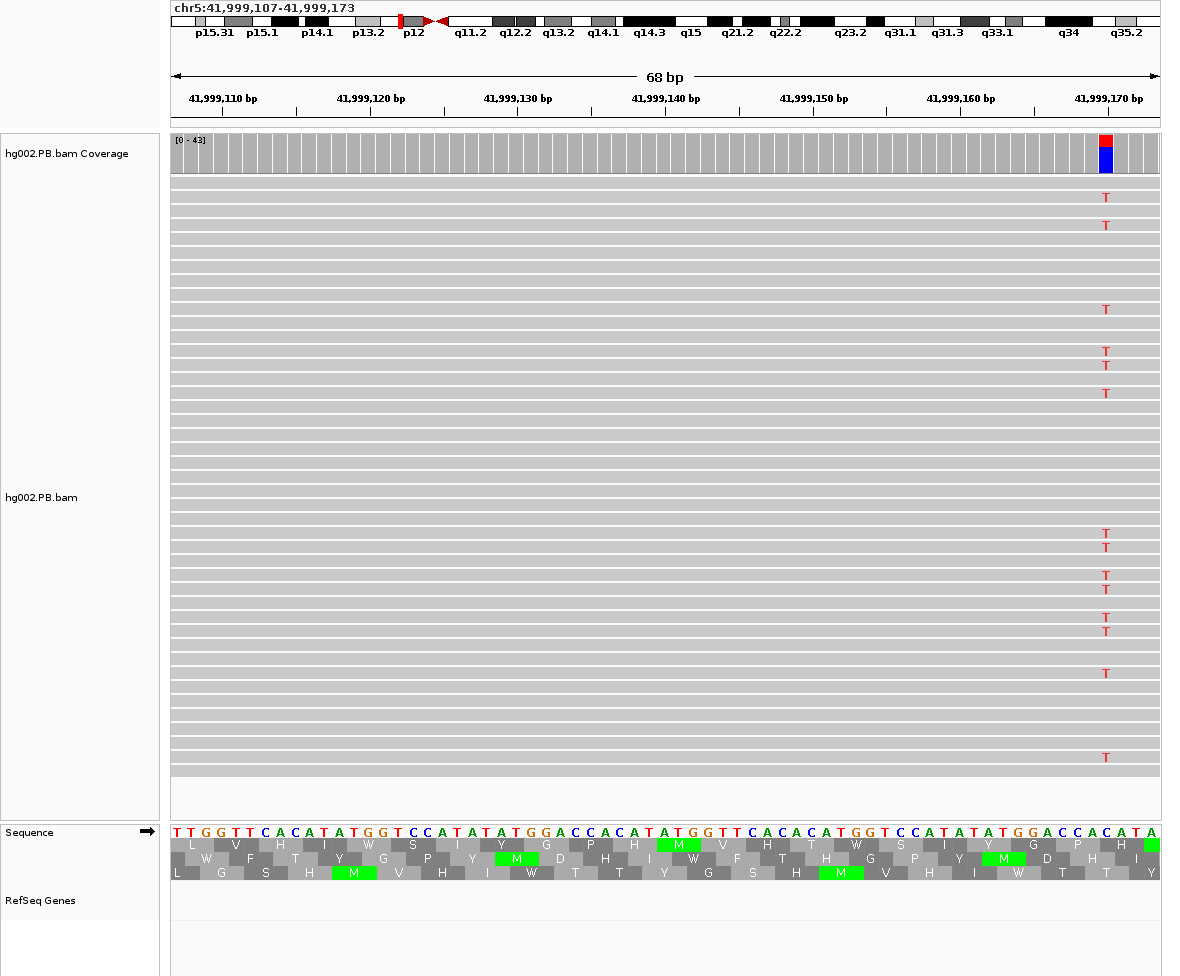 chr5:41,999,107-41,999,173
p15.31 p15.1 p14.1 p13.2 p12 q11.2 q12.2 q13.2 q14.1 q14.3 q15 q21.2 q22.2 q23.2 q31.1 q31.3 q33.1 q34 q35.2
68 bp
41,999,110 bp 41,999,120 bp 41,999,130 bp 41,999,140 bp 41,999,150 bp 41,999,160 bp 41,999,170 bp
[0 - 43]
hg002.PB.bam Coverage
T
T
T
T
T
T
hg002.PB.bam
T
T
T
T
T
T
T
T
Sequence T T G G T T C A C A T A T G G T C C A T A T A T G G A C C A C A T A T G G T T C A C A C A T G G T C C A T A T A T G G A C C A C A T A
L V H I W S I Y G P H M V H T W S I Y G P H
W F T Y G P Y M D H I W F T H G P Y M D H I
L G S H M V H I W T T Y G S H M V H I W T T Y
RefSeq Genes